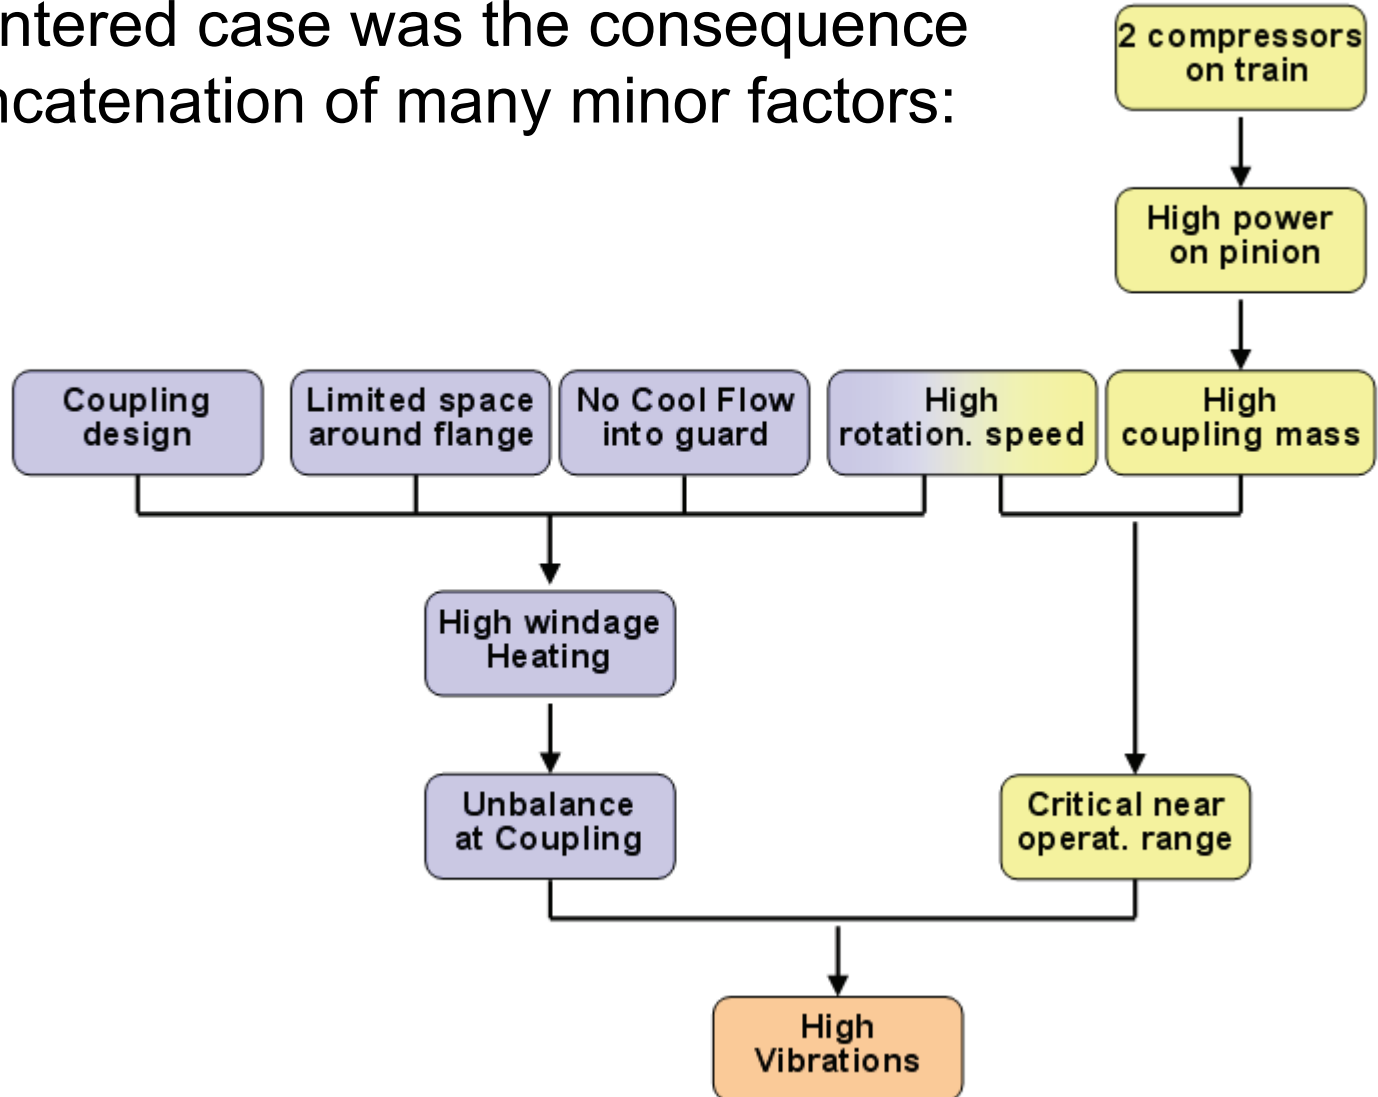 ntered case was the consequence
ncatenation of many minor factors:
2 compressors
on train
High power
on pinion
Coupling
design
Limited space
around flange
No Cool Flow
into guard
High
rotation. speed
High
coupling mass
High windage
Heating
Unbalance
at Coupling
Critical near
operat. range
High
Vibrations